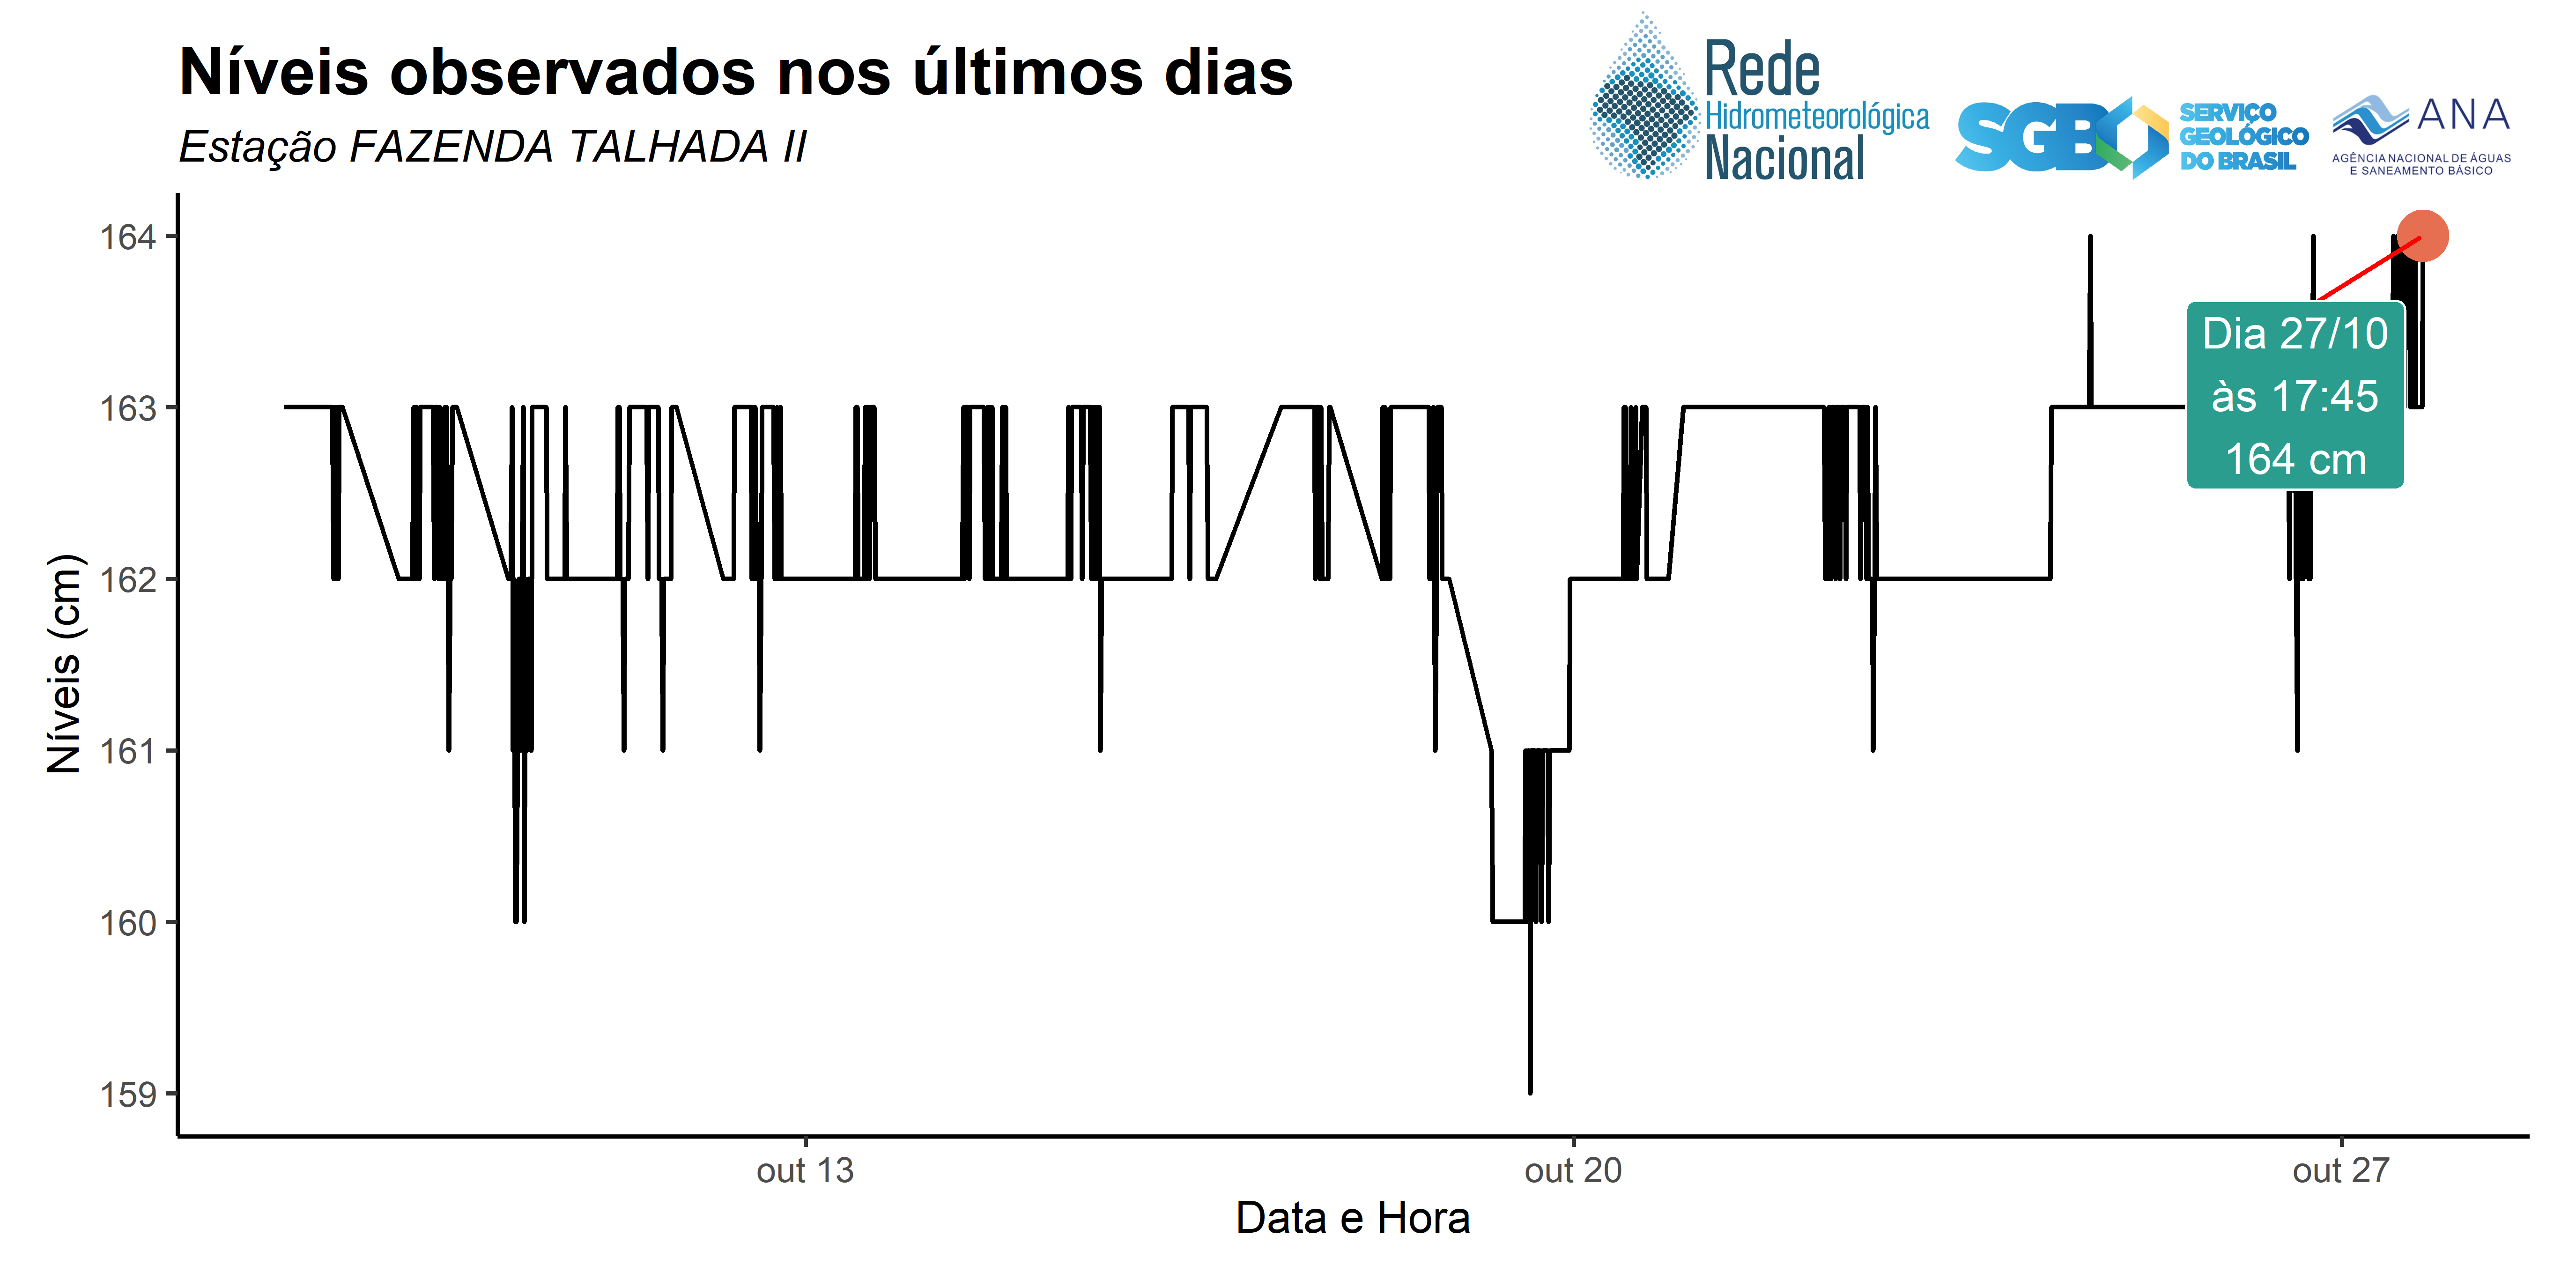 Níveis observados nos últimos dias
Estação FAZENDA TALHADA II
Rede
Hidrometeorológica
Nacional
SGB
SERVIÇO
GEOLÓGICO
DO BRASIL
ANA
AGÊNCIA NACIONAL DE ÁGUAS
E SANEAMENTO BÁSICO
164
163
162
161
160
159
Níveis (cm)
Dia 27/10
às 17:45
164 cm
out 13
out 20
out 27
Data e Hora